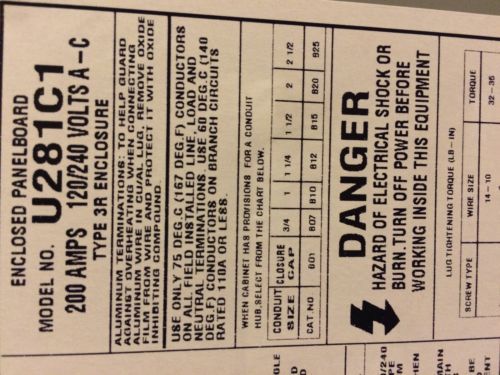 ENCLOSED PANELBOARD
MODEL NO. U281C1
200 AMPS 120/240 VOLTS A-C
TYPE 3R ENCLOSURE
ALUMINUM TERMINATIONS: TO HELP GUARD
AGAINST OVERHEATING WHEN CONNECTING
ALUMINUM WIRE IN CU/AL LUG. REMOVE OXIDE
FILM FROM WIRE AND PROTECT IT WITH OXIDE
INHIBITING COMPOUND.
USE ONLY 75 DEG.C (167 DEG.F) CONDUCTORS
ON ALL FIELD INSTALLED LINE, LOAD AND
NEUTRAL TERMINATIONS. USE 60 DEG.C (140
DEG.F) CONDUCTORS ON BRANCH CIRCUITS
RATED 110A OR LESS.
WHEN CABINET HAS PROVISIONS FOR A CONDUIT
HUB, SELECT FROM THE CHART BELOW.
CONDUIT SIZE CLOSURE CAP 3/4 1 1 1/4 1 1/2 2 2 1/2
CAT.NO 801 807 810 812 815 820 825
DANGER
HAZARD OF ELECTRICAL SHOCK OR
BURN. TURN OFF POWER BEFORE
WORKING INSIDE THIS EQUIPMENT
LUG TIGHTENING TORQUE (LB-IN)
SCREW TYPE WIRE SIZE TORQUE
14-10 32-35